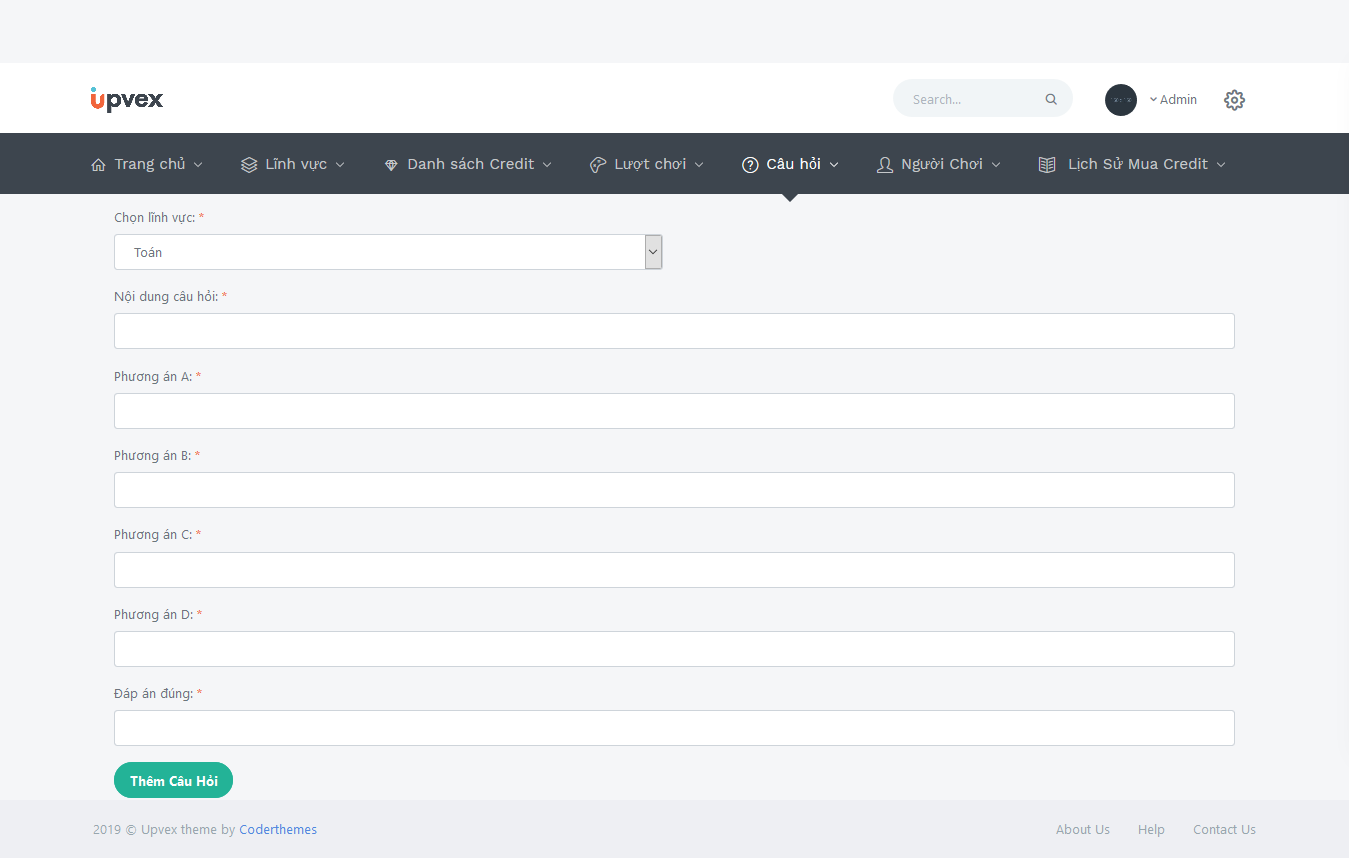 upvex
Search...
Admin
Trang chủ Lĩnh vực Danh sách Credit Lượt chơi Câu hỏi Người Chơi Lịch Sử Mua Credit
Chọn lĩnh vực: *
Toán
Nội dung câu hỏi: *
Phương án A: *
Phương án B: *
Phương án C: *
Phương án D: *
Đáp án đúng: *
Thêm Câu Hỏi
2019 © Upvex theme by Coderthemes About Us Help Contact Us